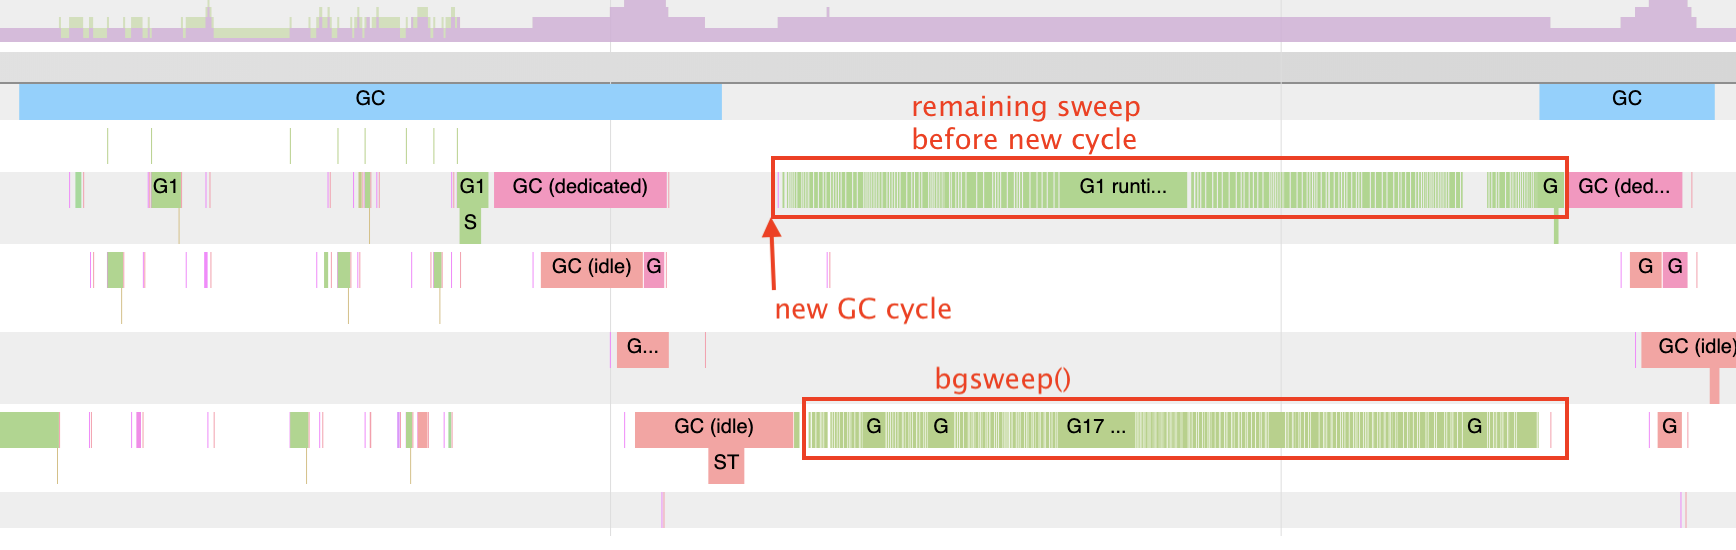 GC
GC
remaining sweep
before new cycle
G1
G1
GC (dedicated)
G1 runti...
G
GC (ded...
S
GC (idle)
G
G
G
new GC cycle
G...
GC (idle)
bgsweep()
GC (idle)
G
G
G17 ...
G
G
ST